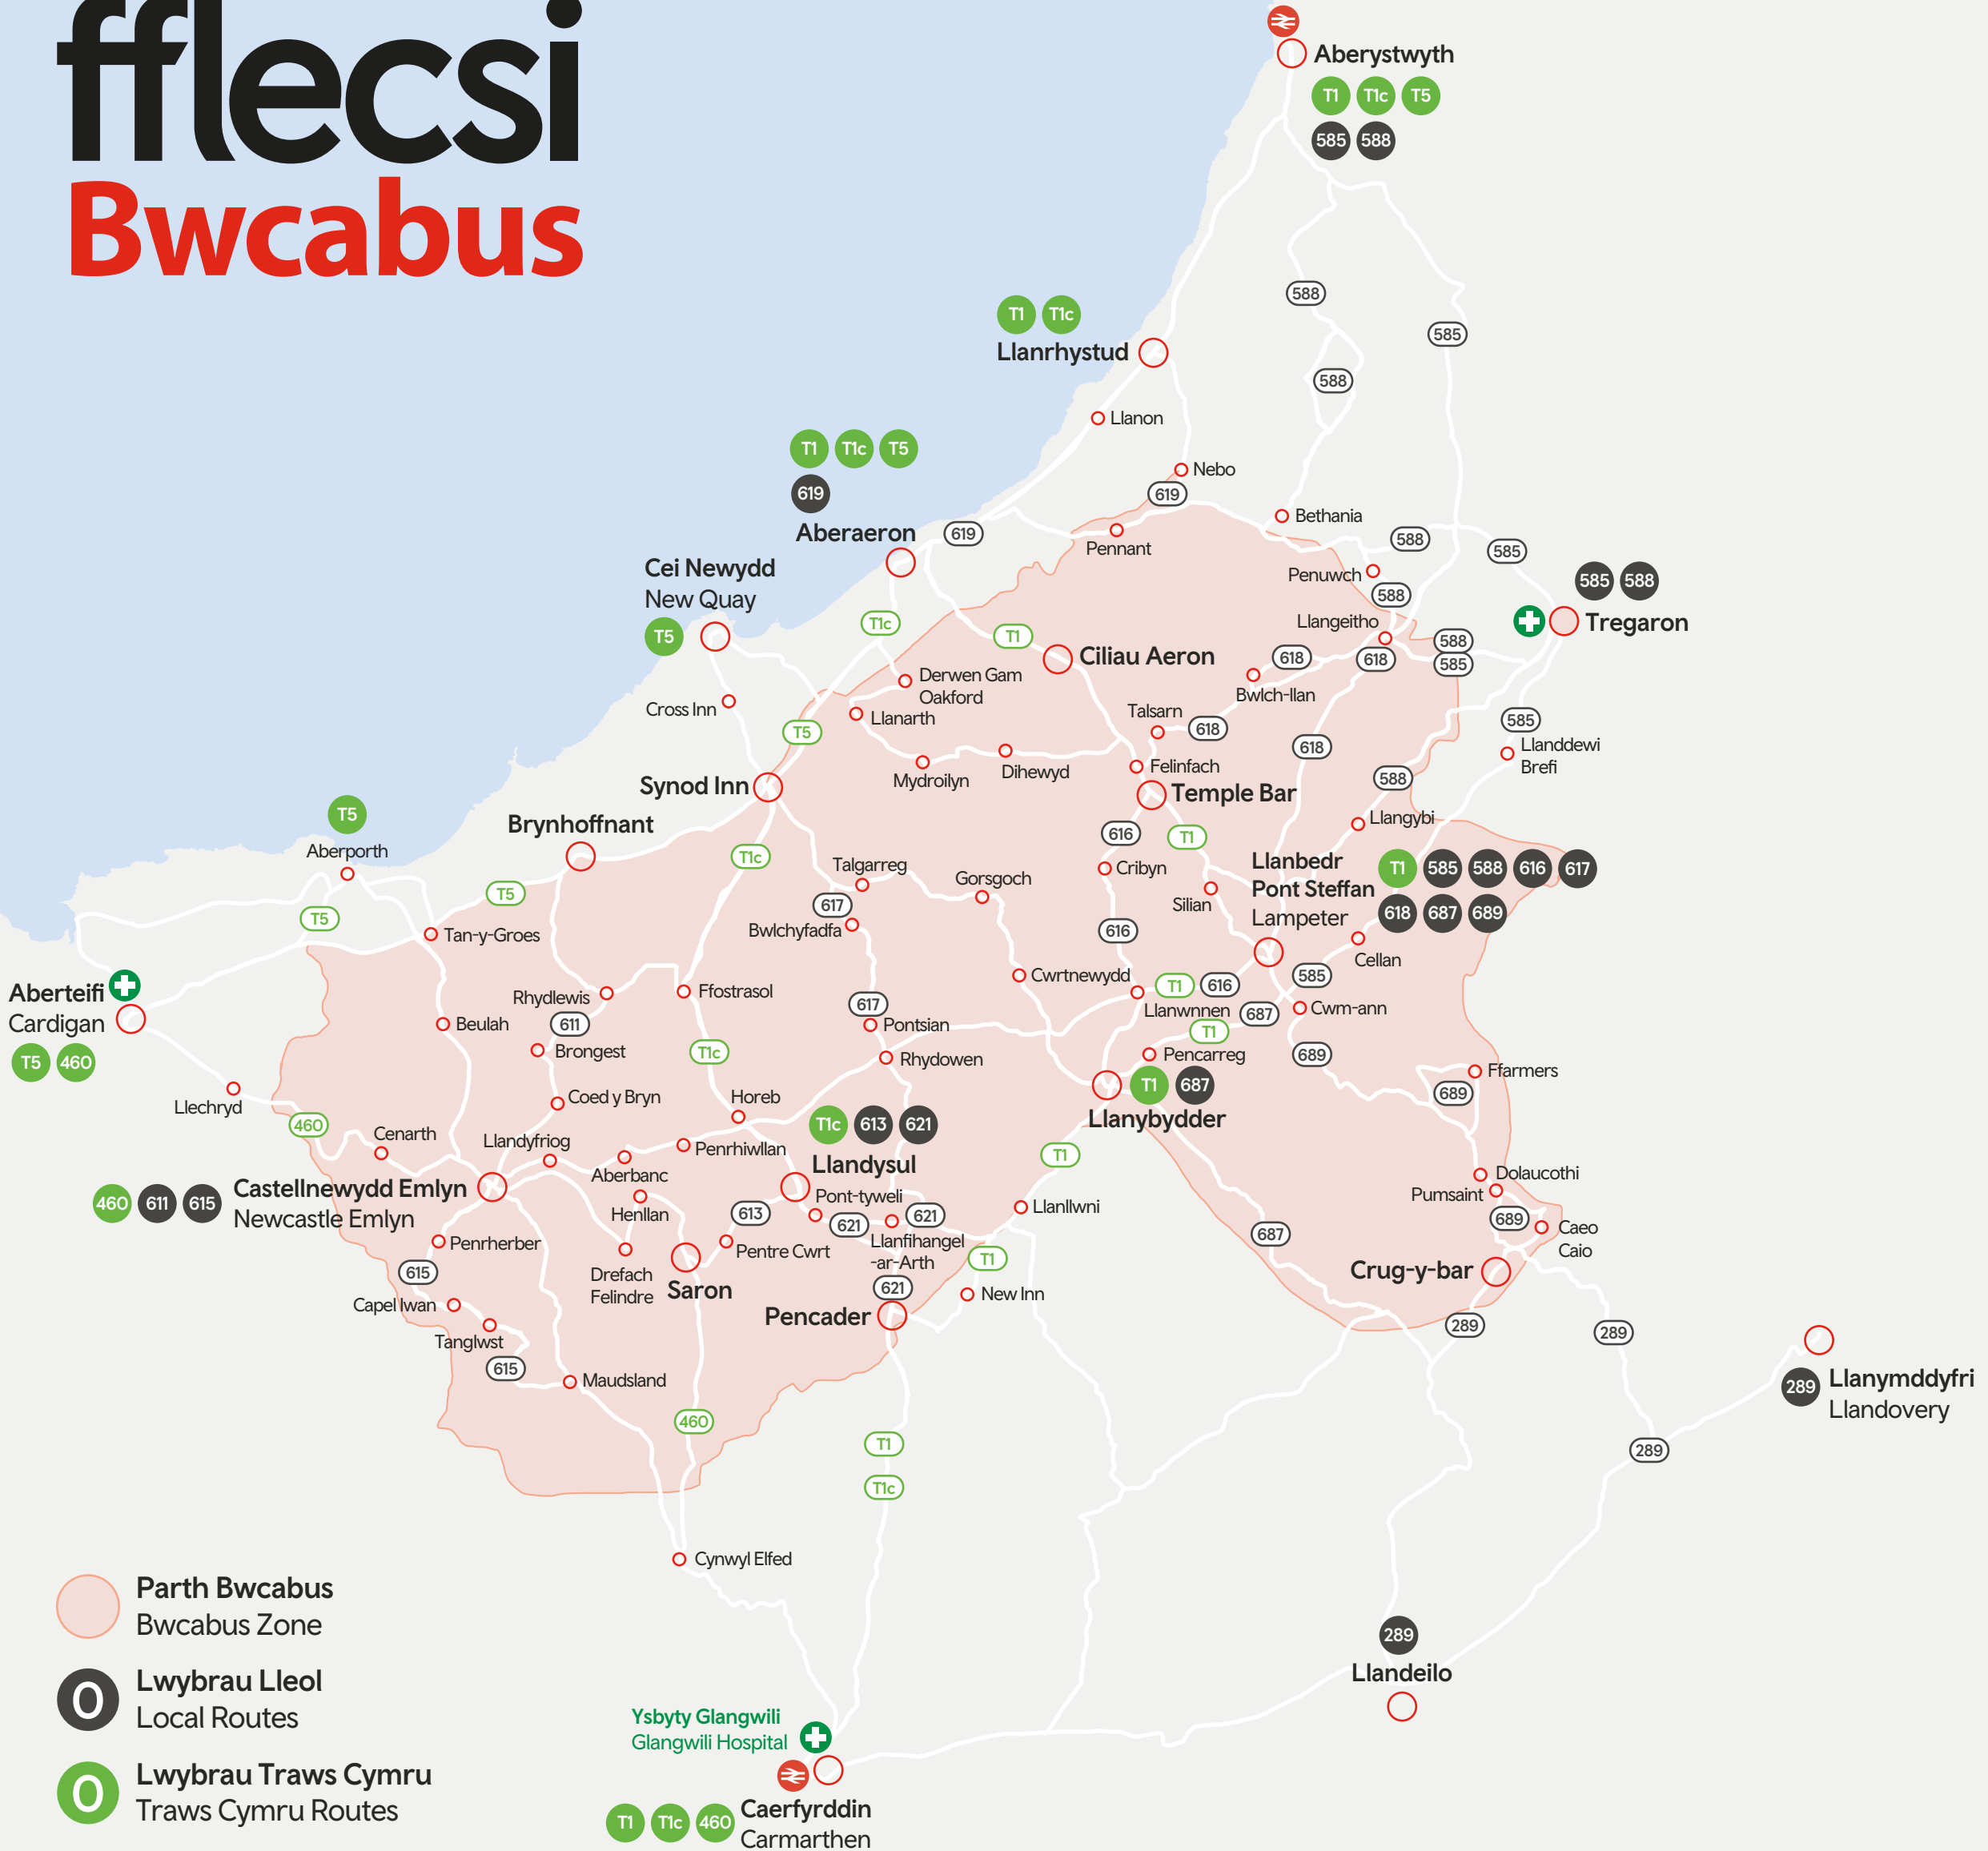 fflecsi
Bwcabus
Aberystwyth
T1 T1c T5
585 588
588
585
T1 T1c
Llanrhystud
588
Llanon
T1 T1c T5
Nebo
619
619
Aberaeron
619
Bethania
Pennant
588
585
Cei Newydd
New Quay
T5
Penuwch
588
585 588
Tregaron
T1c
T1
Llangeitho
588
585
Ciliau Aeron
618
618
Derwen Gam
Oakford
Bwlch-llan
Cross Inn
Llanarth
Talsarn
618
585
T5
618
Llanddewi
Brefi
Mydroilyn
Dihewyd
Felinfach
588
Synod Inn
Temple Bar
T5
Brynhoffnant
616
T1
Llangybi
Aberporth
T1c
Talgarreg
Gorsgoch
Cribyn
Llanbedr
Pont Steffan
Lampeter
T1 585 588 616 617
618 687 689
T5
T5
617
Silian
Bwlchyfadfa
616
Tan-y-Groes
Cellan
Cwrtnewydd
585
Aberteifi
Cardigan
T5 460
Rhydlewis
Ffostrasol
T1
616
617
Llanwnnen
687
Cwm-ann
Beulah
611
Pontsian
T1
Brongest
T1c
Rhydowen
Pencarreg
689
Ffarmers
Llechryd
Coed y Bryn
Horeb
T1 687
Llanybydder
689
460
Cenarth
Llandyfriog
T1c 613 621
Llandysul
Penrhiwllan
T1
Aberbanc
Dolaucothi
Pumsaint
460 611 615
Castellnewydd Emlyn
Newcastle Emlyn
Henllan
Pont-tyweli
613
621
621
Llanllwni
689
Caeo
Caio
Penrherber
Pentre Cwrt
Llanfihangel
-ar-Arth
687
T1
615
Drefach
Felindre
Saron
621
Crug-y-bar
Capel Iwan
New Inn
Pencader
289
289
Tanglwst
615
Maudsland
289
Llanymddyfri
Llandovery
460
T1
289
T1c
Cynwyl Elfed
Parth Bwcabus
Bwcabus Zone
0
Lwybrau Lleol
Local Routes
0
Lwybrau Traws Cymru
Traws Cymru Routes
289
Llandeilo
Ysbyty Glangwili
Glangwili Hospital
T1 T1c 460
Caerfyrddin
Carmarthen